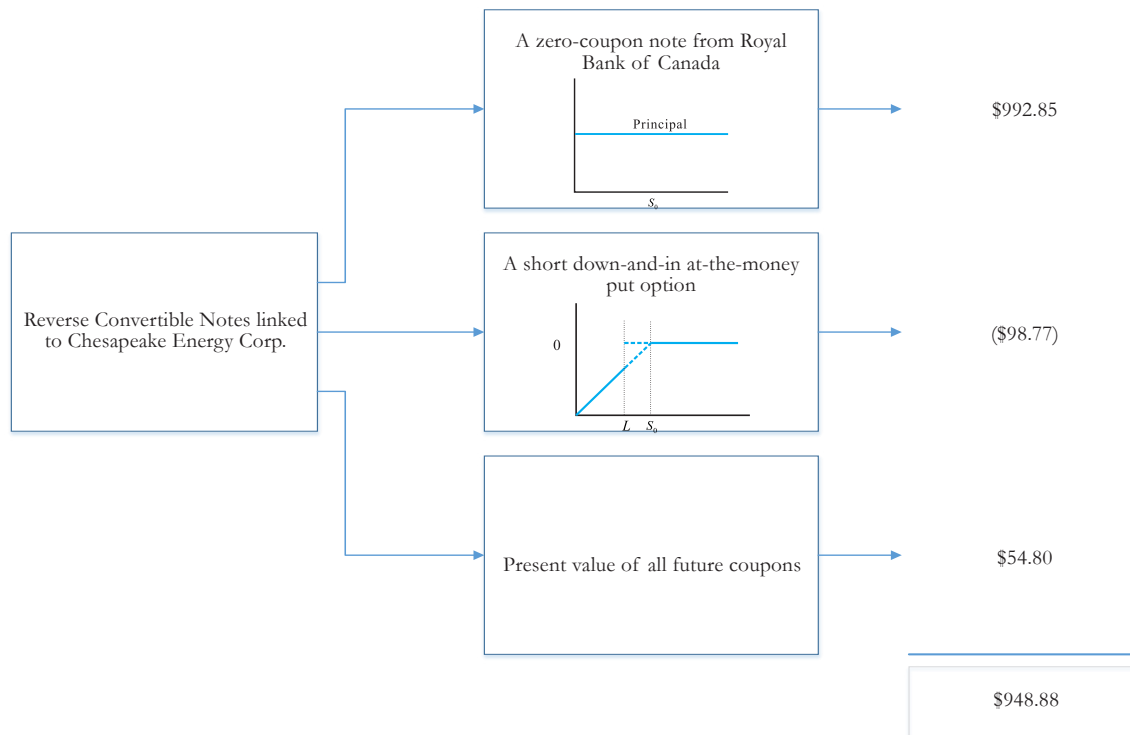 A zero-coupon note from Royal
Bank of Canada
Principal
S₀
$992.85
Reverse Convertible Notes linked
to Chesapeake Energy Corp.
A short down-and-in at-the-money
put option
0
L S₀
($98.77)
Present value of all future coupons
$54.80
$948.88